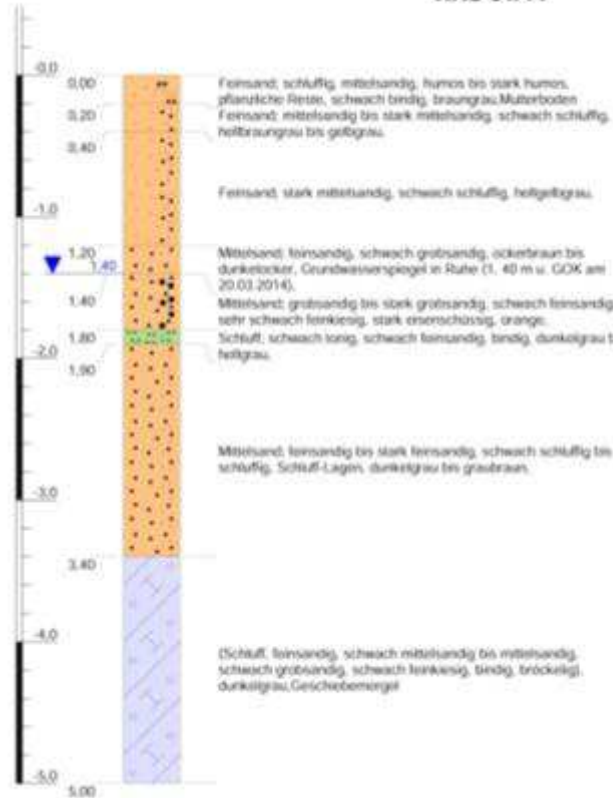 -0,0
0,00
Feinsand; schluffig, mittelsandig, humos bis stark humos,
pflanzliche Reste, schwach bindig, braungrau,Mutterboden
0,20
Feinsand; mittelsandig bis stark mittelsandig, schwach schluffig,
hellbraungrau bis gelbgrau.
0,40
Feinsand; stark mittelsandig, schwach schluffig, hellgelbgrau.
-1,0
1,20
Mittelsand; feinsandig, schwach grobsandig, ockerbraun bis
dunkelocker, Grundwasserspiegel in Ruhe (1. 40 m u. GOK am
20.03.2014).
1,40
1,40
Mittelsand; grobsandig bis stark grobsandig, schwach feinsandig
sehr schwach feinkiesig, stark eisenschüssig, orange.
1,80
Schluff; schwach tonig, schwach feinsandig, bindig, dunkelgrau b
hellgrau.
-2,0
1,90
Mittelsand; feinsandig bis stark feinsandig, schwach schluffig bis
schluffig, Schluff-Lagen, dunkelgrau bis graubraun.
-3,0
3,40
-4,0
(Schluff, feinsandig, schwach mittelsandig bis mittelsandig,
schwach grobsandig, schwach feinkiesig, bindig, bröckelig),
dunkelgrau,Geschiebemergel
-5,0
5,00